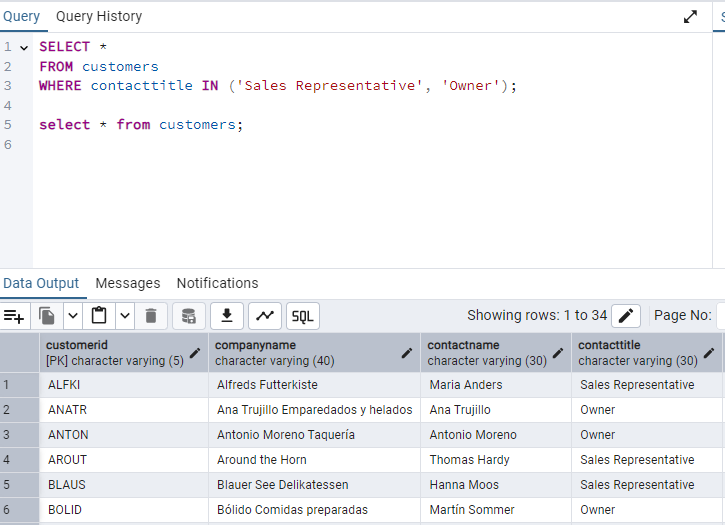 Query Query History
1 SELECT *
2 FROM customers
3 WHERE contacttitle IN ('Sales Representative', 'Owner');
4
5 select * from customers;
6
Data Output Messages Notifications
SQL Showing rows: 1 to 34 Page No:
customerid companyname contactname contacttitle
[PK] character varying (5) character varying (40) character varying (30) character varying (30)
1 ALFKI Alfreds Futterkiste Maria Anders Sales Representative
2 ANATR Ana Trujillo Emparedados y helados Ana Trujillo Owner
3 ANTON Antonio Moreno Taquería Antonio Moreno Owner
4 AROUT Around the Horn Thomas Hardy Sales Representative
5 BLAUS Blauer See Delikatessen Hanna Moos Sales Representative
6 BOLID Bólido Comidas preparadas Martín Sommer Owner